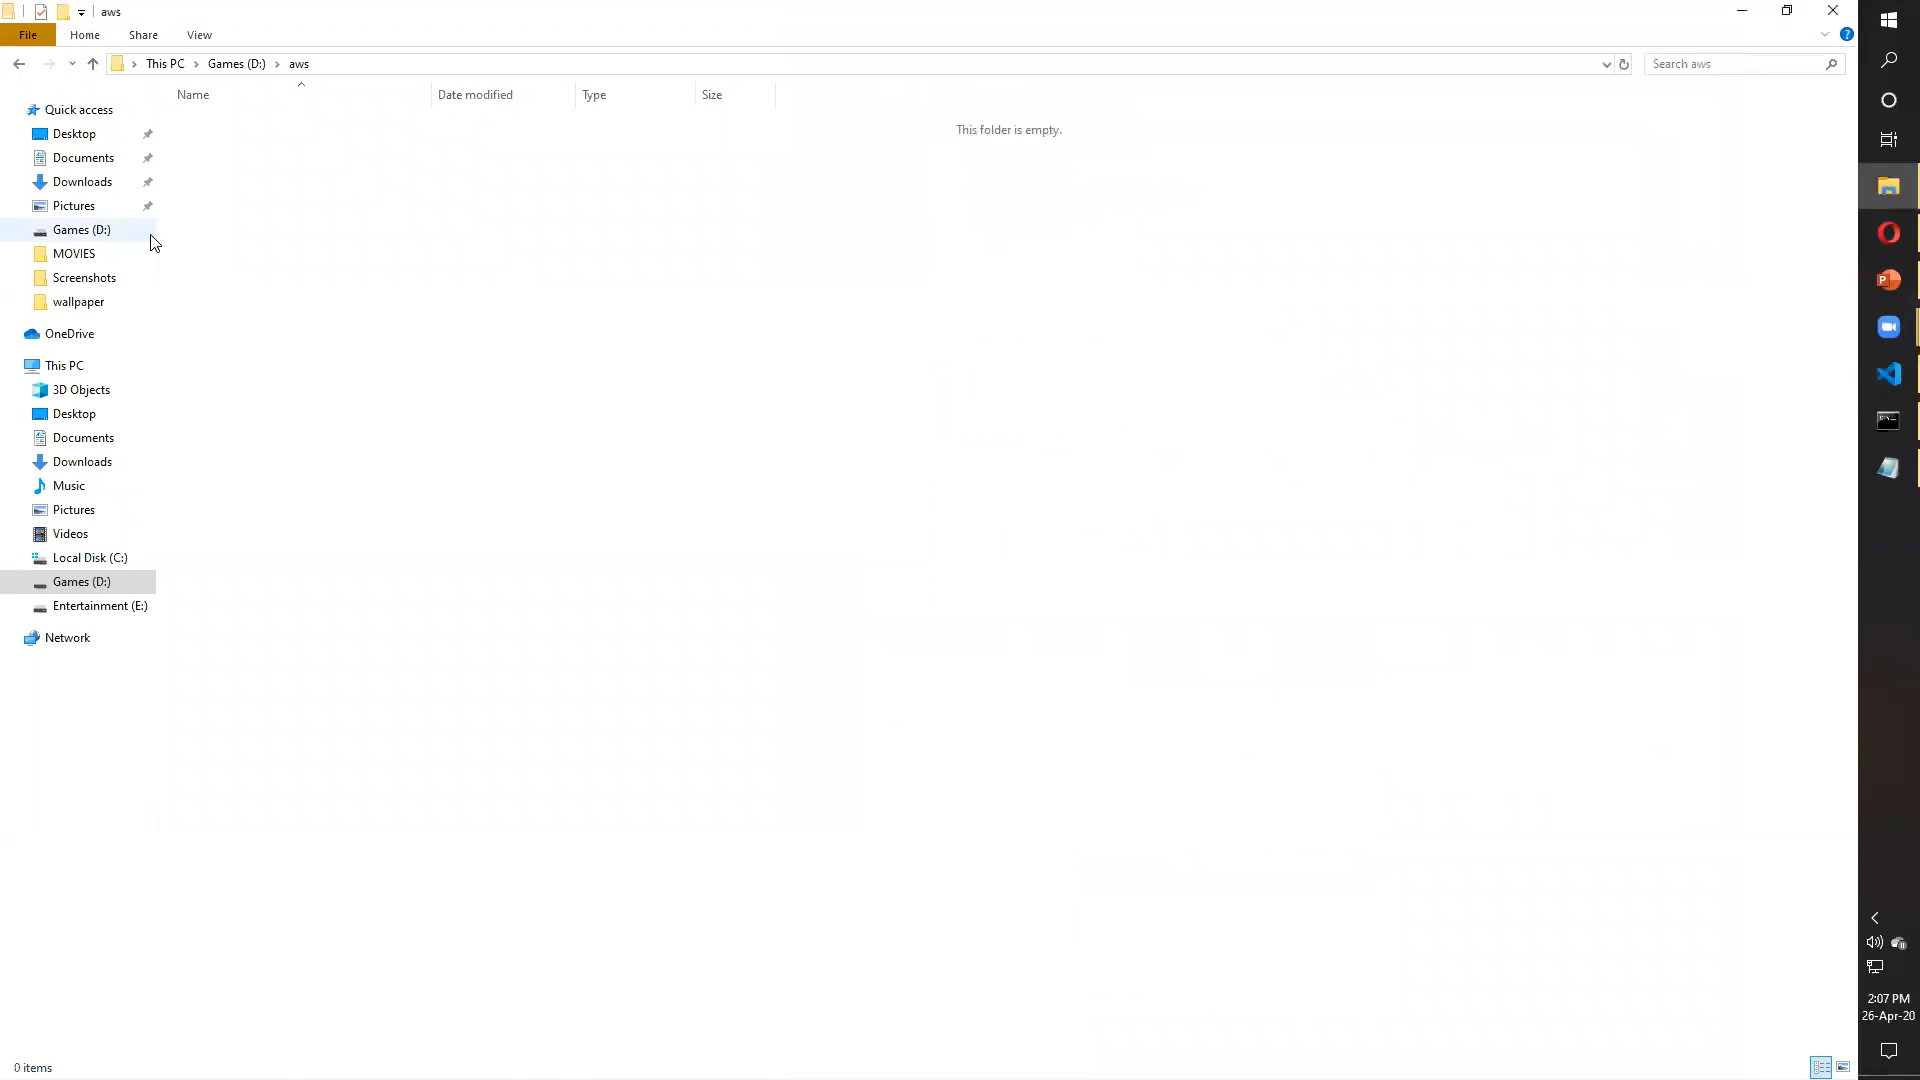 aws
File Home Share View
This PC Games (D:) aws
Search aws
Name Date modified Type Size
This folder is empty.
Quick access
Desktop
Documents
Downloads
Pictures
Games (D:)
MOVIES
Screenshots
wallpaper
OneDrive
This PC
3D Objects
Desktop
Documents
Downloads
Music
Pictures
Videos
Local Disk (C:)
Games (D:)
Entertainment (E:)
Network
0 items
2:07 PM
26-Apr-20